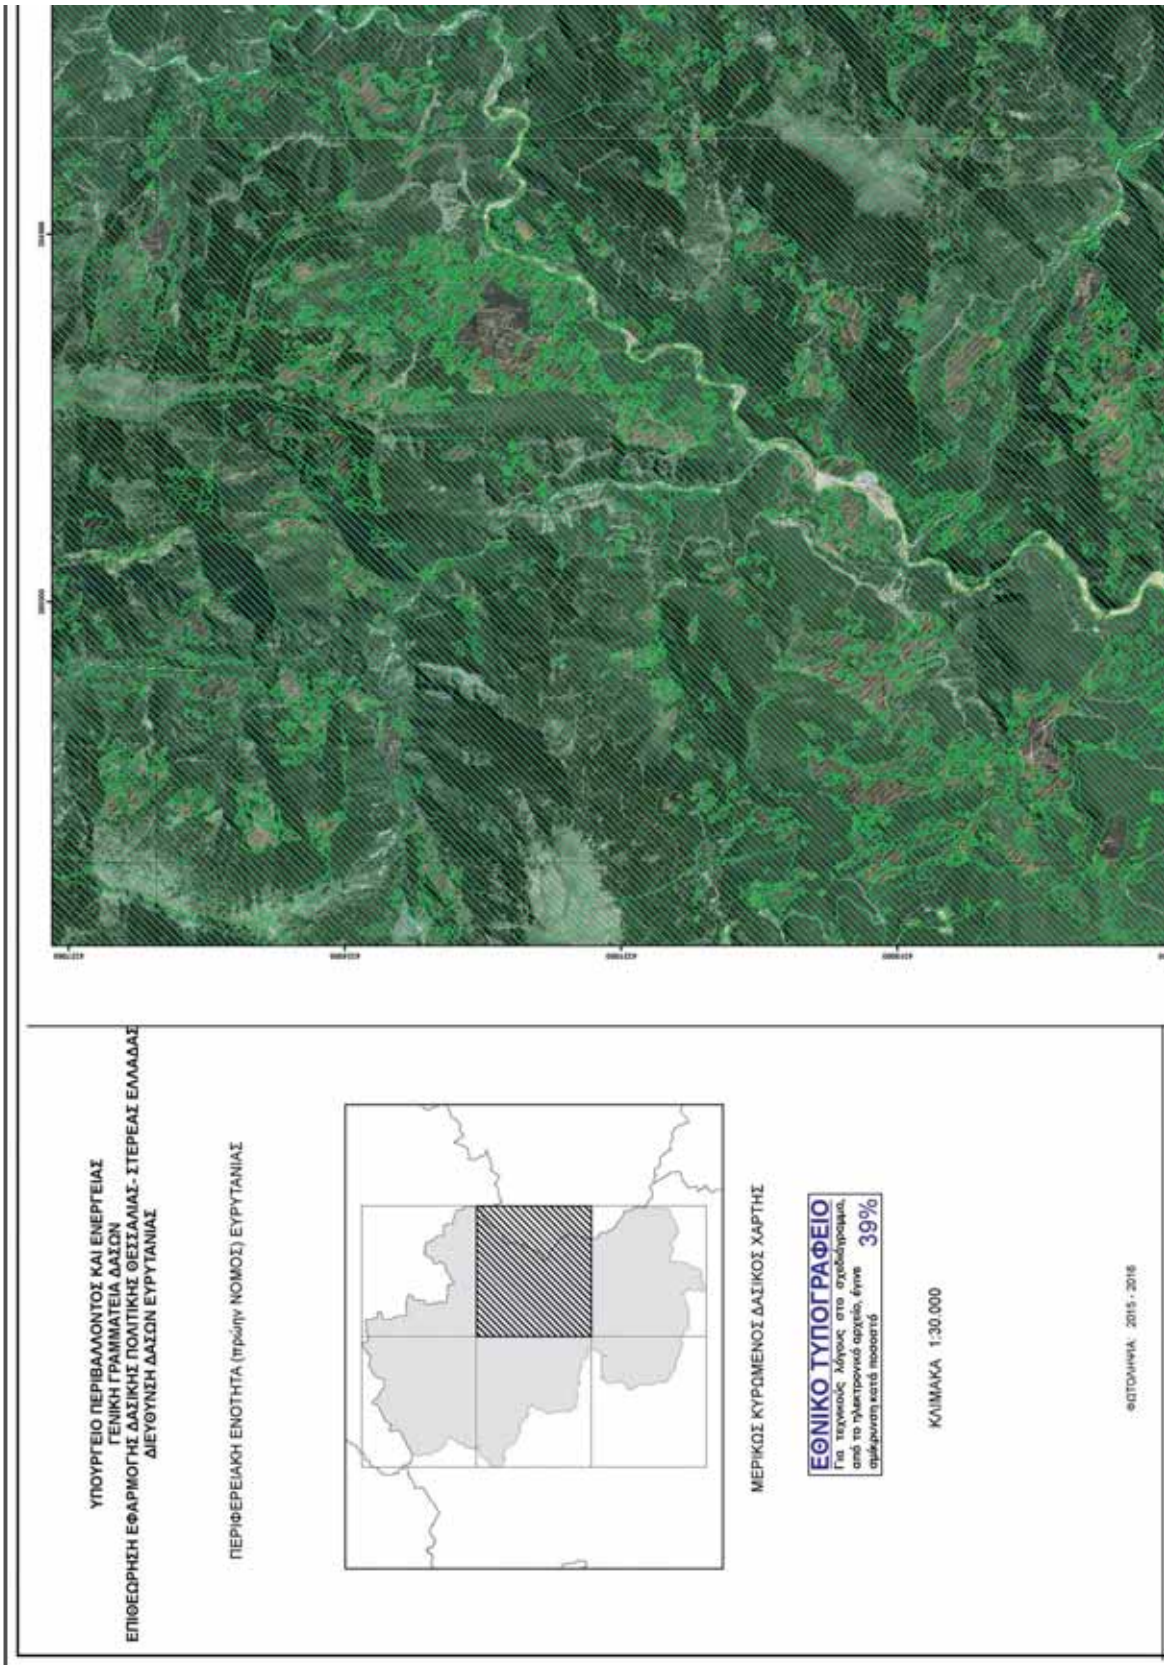 ΥΠΟΥΡΓΕΙΟ ΠΕΡΙΒΑΛΛΟΝΤΟΣ ΚΑΙ ΕΝΕΡΓΕΙΑΣ
ΓΕΝΙΚΗ ΓΡΑΜΜΑΤΕΙΑ ΔΑΣΩΝ
ΕΠΙΘΕΩΡΗΣΗ ΕΦΑΡΜΟΓΗΣ ΔΑΣΙΚΗΣ ΠΟΛΙΤΙΚΗΣ ΘΕΣΣΑΛΙΑΣ- ΣΤΕΡΕΑΣ ΕΛΛΑΔΑΣ
ΔΙΕΥΘΥΝΣΗ ΔΑΣΩΝ ΕΥΡΥΤΑΝΙΑΣ
ΠΕΡΙΦΕΡΕΙΑΚΗ ΕΝΟΤΗΤΑ (πρώην ΝΟΜΟΣ) ΕΥΡΥΤΑΝΙΑΣ
ΜΕΡΙΚΩΣ ΚΥΡΩΜΕΝΟΣ ΔΑΣΙΚΟΣ ΧΑΡΤΗΣ
ΕΘΝΙΚΟ ΤΥΠΟΓΡΑΦΕΙΟ
Για τεχνικούς λόγους στο σχεδιάγραμμα,
από το ηλεκτρονικό αρχείο, έγινε
σμίκρυνση κατά ποσοστό 39%
ΚΛΙΜΑΚΑ 1:30.000
ΦΩΤΟΛΗΨΙΑ: 2015 - 2016